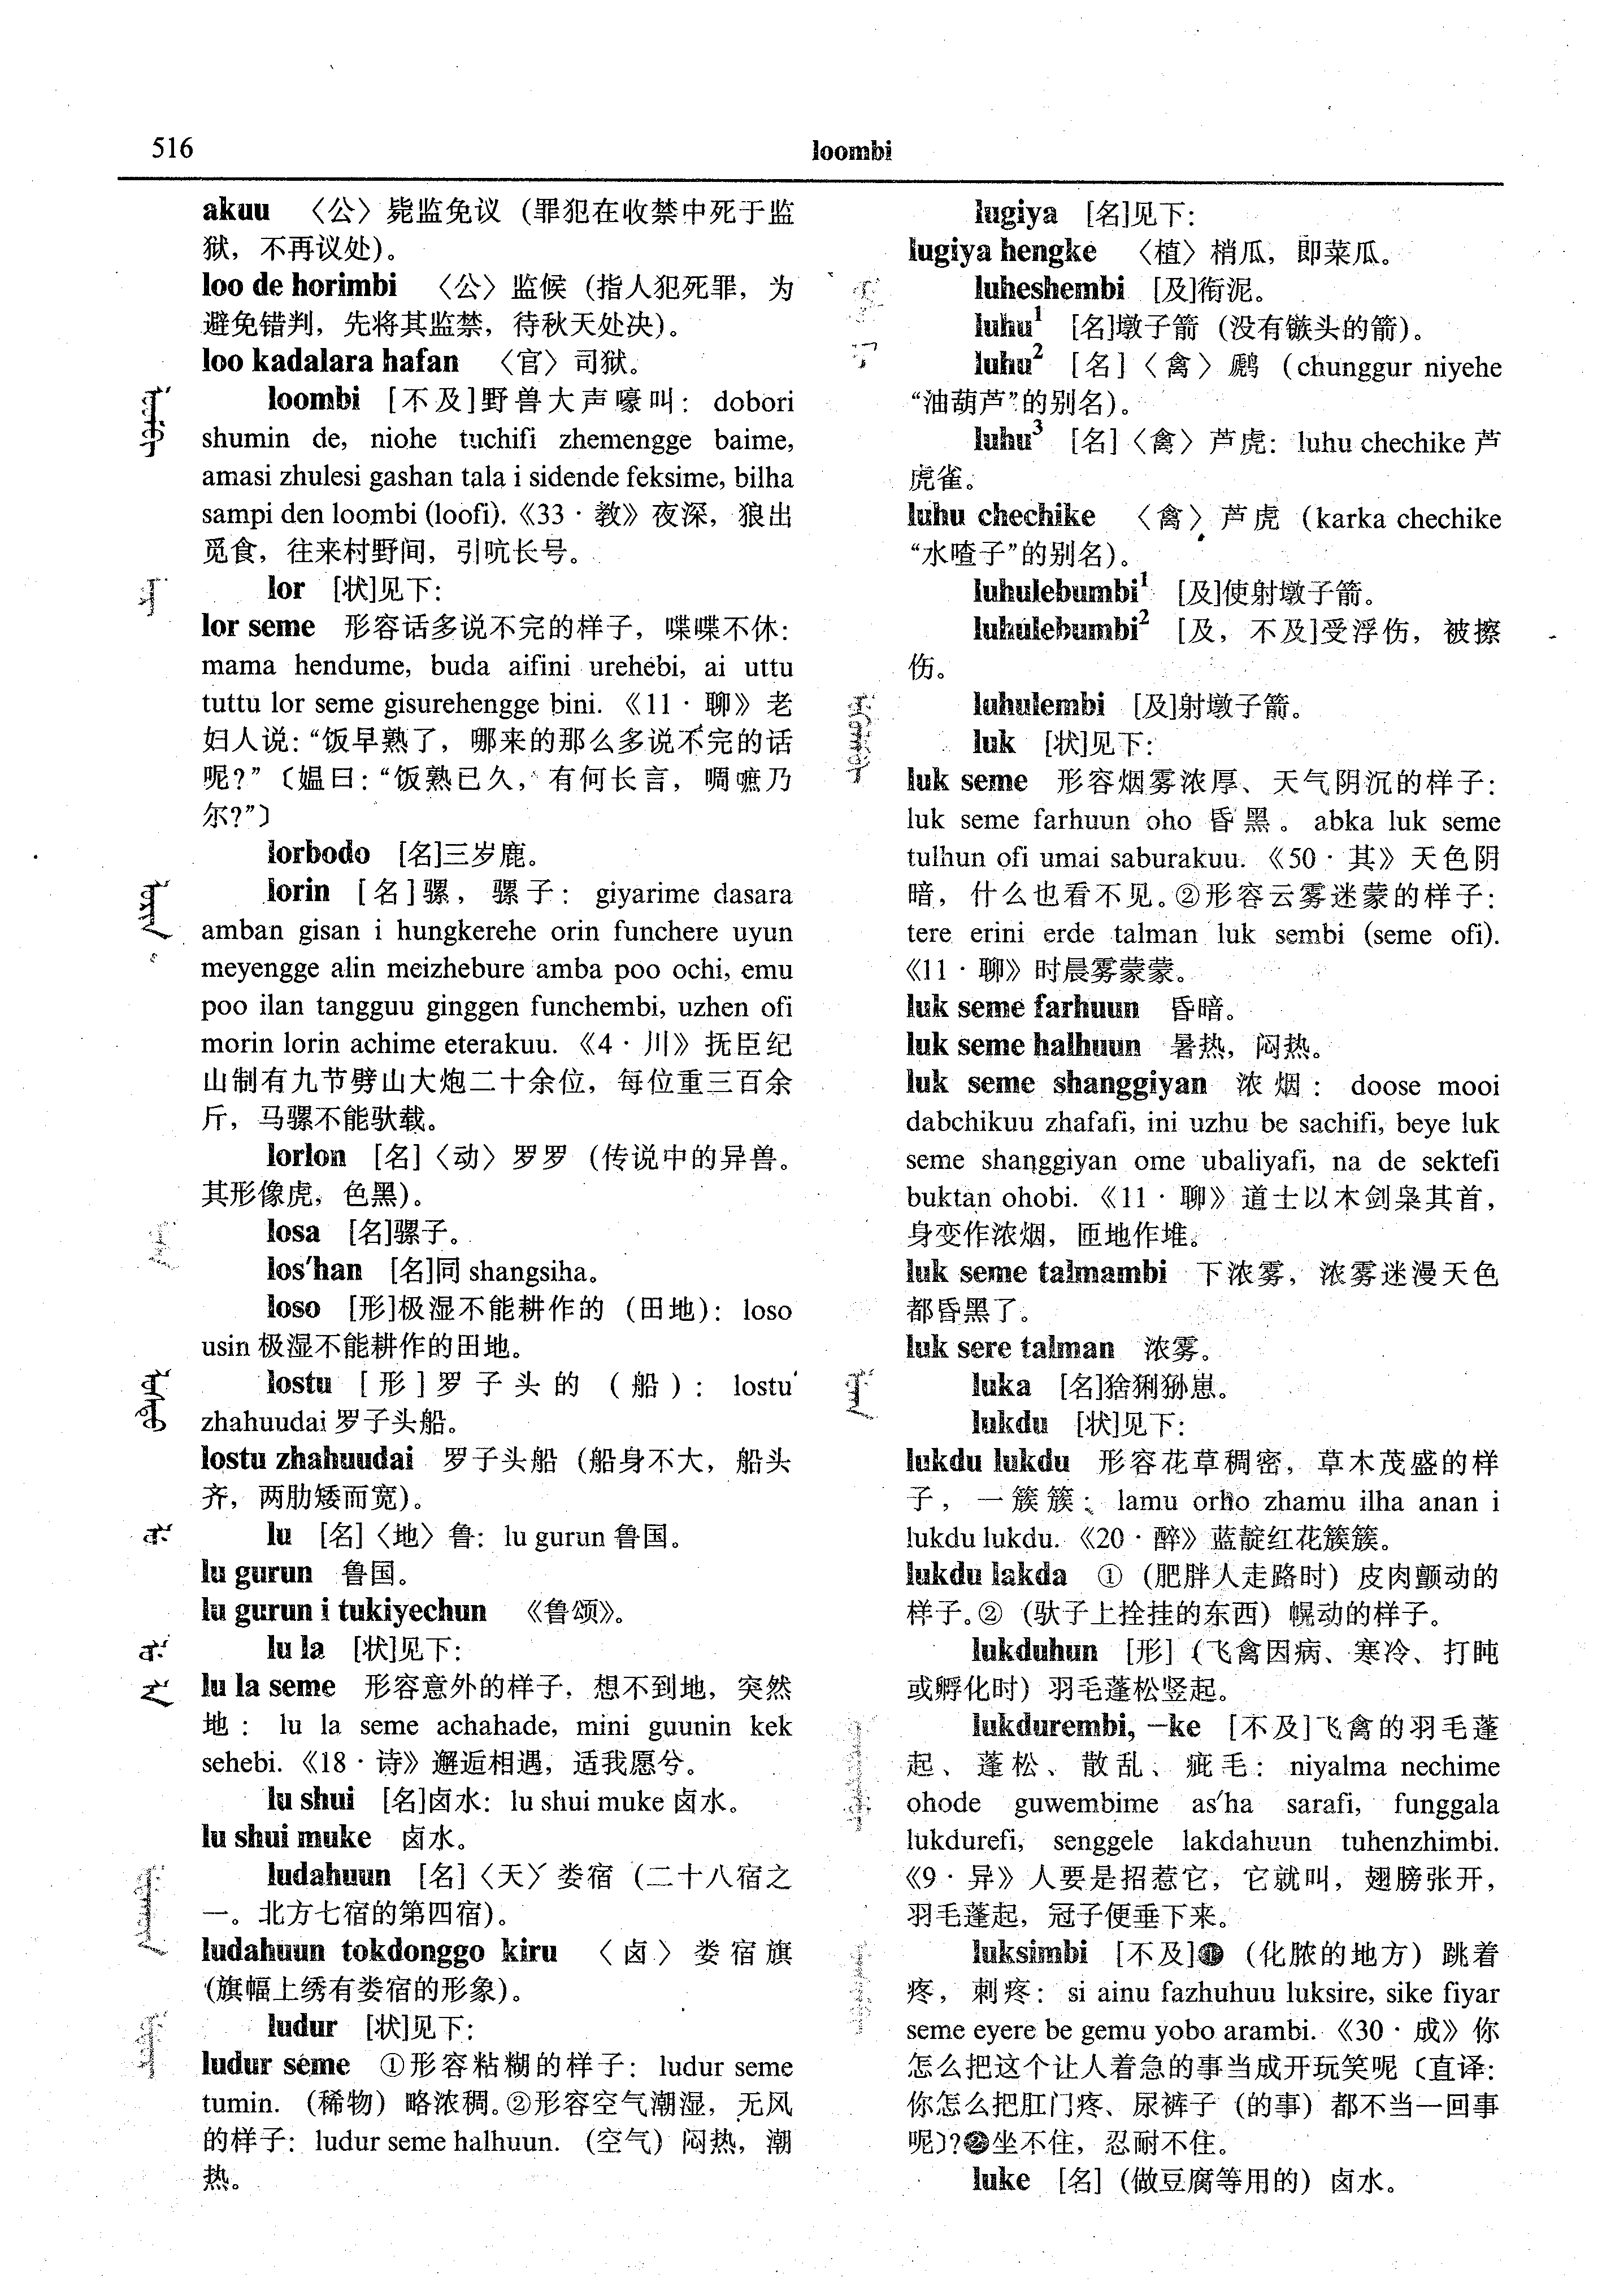 516
loombi
akuu 〈公〉毙监免议 (罪犯在收禁中死于监
狱，不再议处)。
loo de horimbi 〈公〉监候 (指人犯死罪，为
避免错判，先将其监禁，待秋天处决)。
loo kadalara hafan 〈官〉司狱。
loombi [不及]野兽大声嚎叫：dobori
shumin de, niohe tuchifi zhemengge baime,
amasi zhulesi gashan tala i sidende feksime, bilha
sampi den loombi (loofi).《33·教》夜深，狼出
觅食，往来村野间，引吭长号。
lor [状]见下：
lor seme 形容话多说不完的样子，喋喋不休：
mama hendume, buda aifini urehebi, ai uttu
tuttu lor seme gisurehengge bini.《11·聊》老
妇人说：“饭早熟了，哪来的那么多说不完的话
呢?”〔媪曰：“饭熟已久，有何长言，啁嗻乃
尔?”〕
lorbodo [名]三岁鹿。
lorin [名]骡，骡子：giyarime dasara
amban gisan i hungkerehe orin funchere uyun
meyengge alin meizhebure amba poo ochi, emu
poo ilan tangguu ginggen funchembi, uzhen ofi
morin lorin achime eterakuu.《4·川》抚臣纪
山制有九节劈山大炮二十余位，每位重三百余
斤，马骡不能驮载。
lorlon [名]〈动〉罗罗 (传说中的异兽。
其形像虎，色黑)。
losa [名]骡子。
los'han [名]同 shangsiha。
loso [形]极湿不能耕作的 (田地)：loso
usin 极湿不能耕作的田地。
lostu [形]罗子头的 (船)：lostu
zhahuudai 罗子头船。
lostu zhahuudai 罗子头船 (船身不大，船头
齐，两肋矮而宽)。
lu [名]〈地〉鲁：lu gurun 鲁国。
lu gurun 鲁国。
lu gurun i tukiyechun 《鲁颂》。
lu la [状]见下：
lu la seme 形容意外的样子，想不到地，突然
地：lu la seme achahade, mini guunin kek
sehebi.《18·诗》邂逅相遇，适我愿兮。
lu shui [名]卤水：lu shui muke 卤水。
lu shui muke 卤水。
ludahuun [名]〈天〉娄宿 (二十八宿之
一。北方七宿的第四宿)。
ludahuun tokdonggo kiru 〈卤〉娄宿旗
(旗幅上绣有娄宿的形象)。
ludur [状]见下：
ludur seme ①形容粘糊的样子：ludur seme
tumin. (稀物) 略浓稠。②形容空气潮湿，无风
的样子：ludur seme halhuun. (空气) 闷热，潮
热。
lugiya [名]见下：
lugiya hengke 〈植〉梢瓜，即菜瓜。
luheshembi [及]衔泥。
luhu¹ [名]墩子箭 (没有镞头的箭)。
luhu² [名]〈禽〉鹛 (chunggur niyehe
“油葫芦”的别名)。
luhu³ [名]〈禽〉芦虎：luhu chechike 芦
虎雀。
luhu chechike 〈禽〉芦虎 (karka chechike
“水喳子”的别名)。
luhulebumbi¹ [及]使射墩子箭。
luhulebumbi² [及，不及]受浮伤，被擦
伤。
luhulembi [及]射墩子箭。
luk [状]见下：
luk seme 形容烟雾浓厚、天气阴沉的样子：
luk seme farhuun oho 昏黑。abka luk seme
tulhun ofi umai saburakuu.《50·其》天色阴
暗，什么也看不见。②形容云雾迷蒙的样子：
tere erini erde talman luk sembi (seme ofi).
《11·聊》时晨雾蒙蒙。
luk seme farhuun 昏暗。
luk seme halhuun 暑热，闷热。
luk seme shanggiyan 浓烟：doose mooi
dabchikuu zhafafi, ini uzhu be sachifi, beye luk
seme shanggiyan ome ubaliyafi, na de sektefi
buktan ohobi.《11·聊》道士以木剑枭其首，
身变作浓烟，匝地作堆。
luk seme talmambi 下浓雾，浓雾迷漫天色
都昏黑了。
luk sere talman 浓雾。
luka [名]猞猁狲崽。
lukdu [状]见下：
lukdu lukdu 形容花草稠密，草木茂盛的样
子，一簇簇：lamu orho zhamu ilha anan i
lukdu lukdu.《20·醉》蓝靛红花簇簇。
lukdu lakda ① (肥胖人走路时) 皮肉颤动的
样子。② (驮子上拴挂的东西) 幌动的样子。
lukduhun [形] (飞禽因病、寒冷、打盹
或孵化时) 羽毛蓬松竖起。
lukdurembi, -ke [不及]飞禽的羽毛蓬
起、蓬松、散乱、疵毛：niyalma nechime
ohode guwembime as'ha sarafi, funggala
lukdurefi, senggele lakdahuun tuhenzhimbi.
《9·异》人要是招惹它，它就叫，翅膀张开，
羽毛蓬起，冠子便垂下来。
luksimbi [不及]❶ (化脓的地方) 跳着
疼，刺疼：si ainu fazhuhuu luksire, sike fiyar
seme eyere be gemu yobo arambi.《30·成》你
怎么把这个让人着急的事当成开玩笑呢〔直译：
你怎么把肛门疼、尿裤子 (的事) 都不当一回事
呢〕?❷坐不住，忍耐不住。
luke [名] (做豆腐等用的) 卤水。